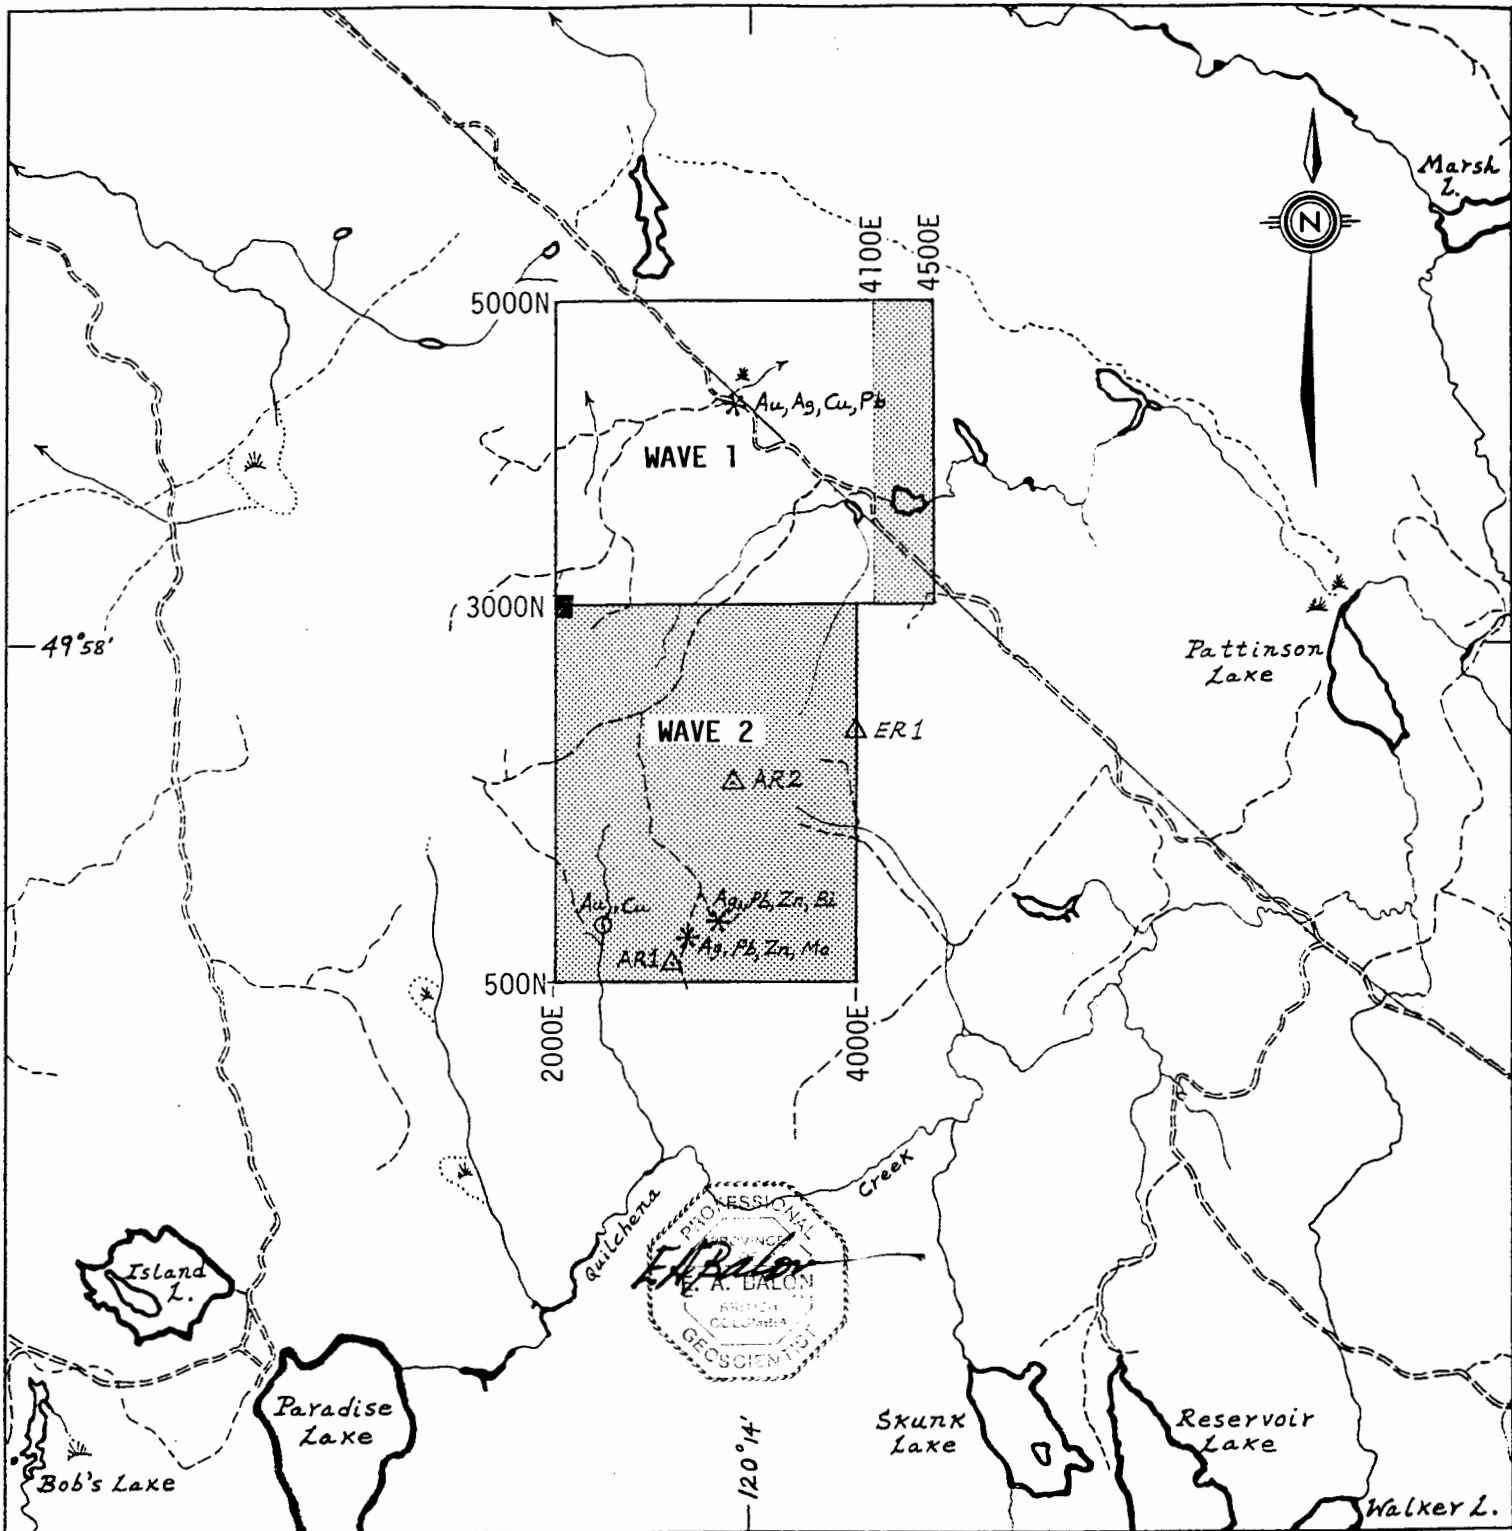 Marsh
L.
N
4100E
4500E
5000N
Au, Ag, Cu, Pb
WAVE 1
3000N
49°58'
Pattinson
Lake
WAVE 2
ER1
AR2
Au, Cu
Ag, Pb, Zn, Bi
Ag, Pb, Zn, Mo
AR1
500N
2000E
4000E
Quilchena
Creek
PROFESSIONAL
PROVINCE
EABalon
E. A. BALON
BRITISH
COLUMBIA
GEOSCIENTIST
Island
L.
Paradise
Lake
Bob's Lake
120°14'
Skunk
Lake
Reservoir
Lake
Walker L.